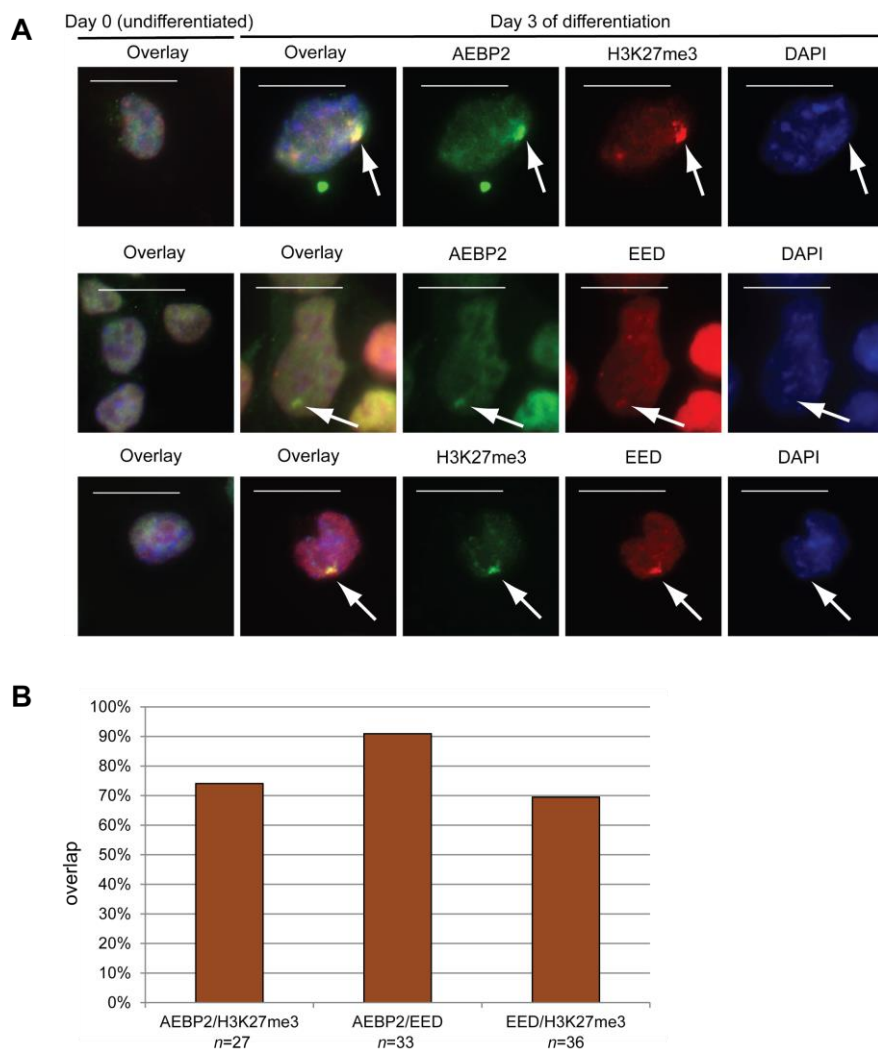 A
Day 0 (undifferentiated) Day 3 of differentiation
Overlay Overlay AEBP2 H3K27me3 DAPI
Overlay Overlay AEBP2 EED DAPI
Overlay Overlay H3K27me3 EED DAPI
B
100%
90%
80%
70%
60%
50%
40%
30%
20%
10%
0%
overlap
AEBP2/H3K27me3 AEBP2/EED EED/H3K27me3
n=27 n=33 n=36